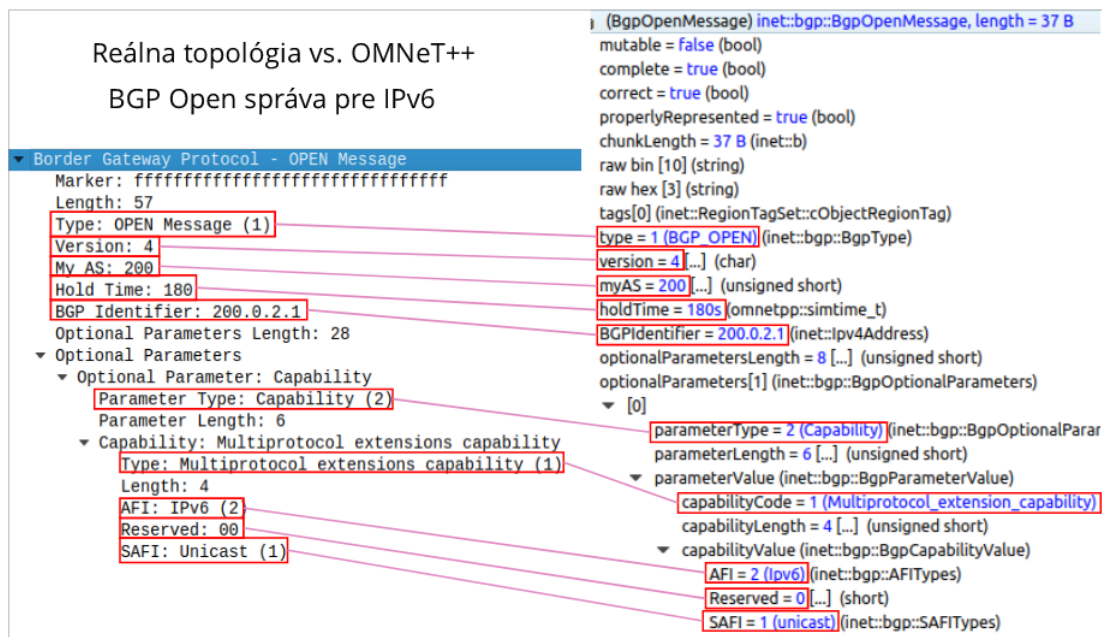 Reálna topológia vs. OMNeT++
BGP Open správa pre IPv6
Border Gateway Protocol - OPEN Message
Marker: ffffffffffffffffffffffffffffffff
Length: 57
Type: OPEN Message (1)
Version: 4
My AS: 200
Hold Time: 180
BGP Identifier: 200.0.2.1
Optional Parameters Length: 28
Optional Parameters
Optional Parameter: Capability
Parameter Type: Capability (2)
Parameter Length: 6
Capability: Multiprotocol extensions capability
Type: Multiprotocol extensions capability (1)
Length: 4
AFI: IPv6 (2)
Reserved: 00
SAFI: Unicast (1)
(BgpOpenMessage) inet::bgp::BgpOpenMessage, length = 37 B
mutable = false (bool)
complete = true (bool)
correct = true (bool)
properlyRepresented = true (bool)
chunkLength = 37 B (inet::b)
raw bin [10] (string)
raw hex [3] (string)
tags[0] (inet::RegionTagSet::cObjectRegionTag)
type = 1 (BGP_OPEN) (inet::bgp::BgpType)
version = 4 [...] (char)
myAS = 200 [...] (unsigned short)
holdTime = 180s (omnetpp::simtime_t)
BGPIdentifier = 200.0.2.1 (inet::Ipv4Address)
optionalParametersLength = 8 [...] (unsigned short)
optionalParameters[1] (inet::bgp::BgpOptionalParameters)
[0]
parameterType = 2 (Capability) (inet::bgp::BgpOptionalParar
parameterLength = 6 [...] (unsigned short)
parameterValue (inet::bgp::BgpParameterValue)
capabilityCode = 1 (Multiprotocol_extension_capability)
capabilityLength = 4 [...] (unsigned short)
capabilityValue (inet::bgp::BgpCapabilityValue)
AFI = 2 (Ipv6) (inet::bgp::AFITypes)
Reserved = 0 [...] (short)
SAFI = 1 (unicast) (inet::bgp::SAFITypes)